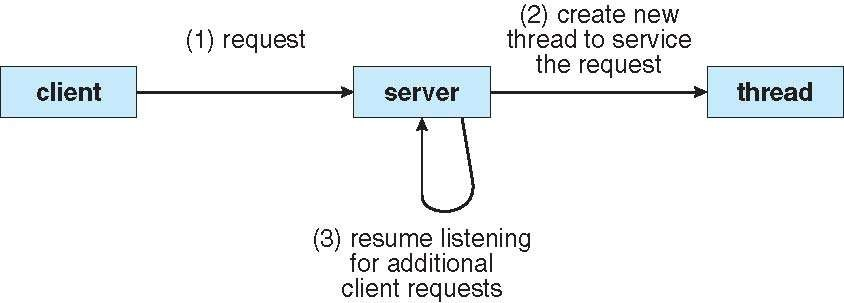 (1) request
(2) create new
thread to service
the request
client
server
thread
(3) resume listening
for additional
client requests